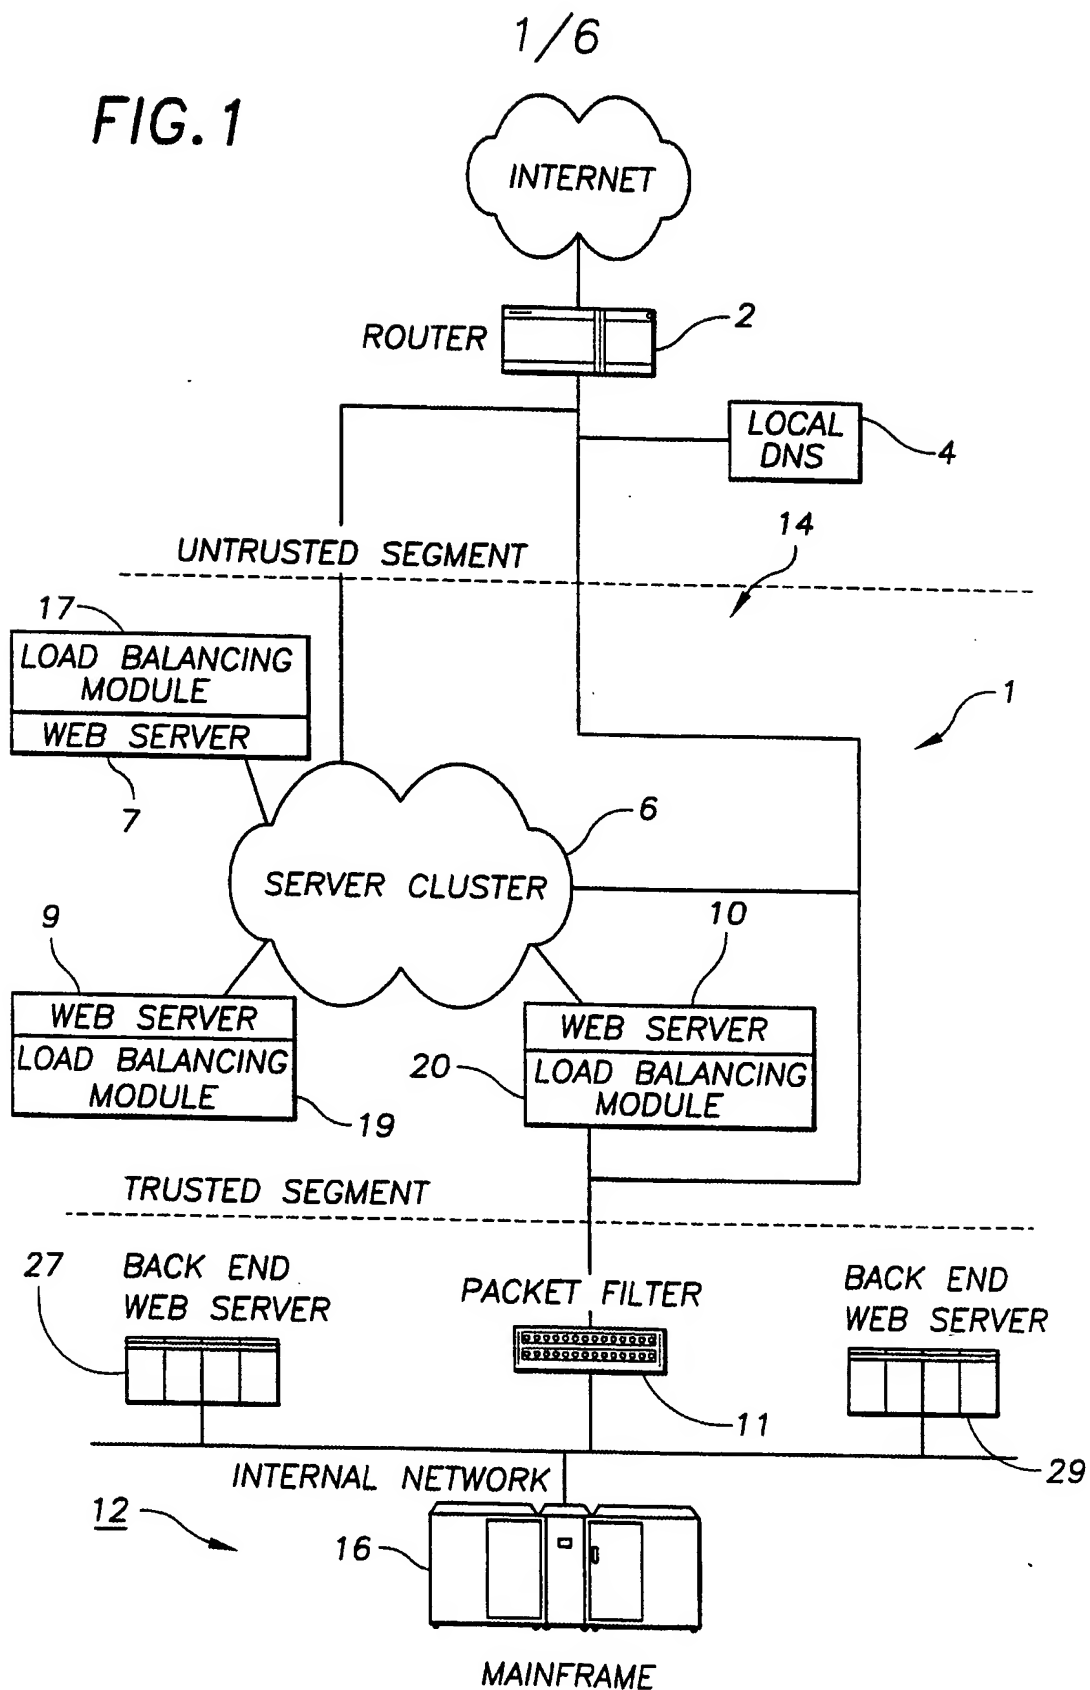 1/6
FIG. 1
INTERNET
ROUTER
2
LOCAL
DNS
4
14
UNTRUSTED SEGMENT
17
LOAD BALANCING
MODULE
WEB SERVER
7
1
6
SERVER CLUSTER
9
WEB SERVER
LOAD BALANCING
MODULE
19
10
WEB SERVER
20
LOAD BALANCING
MODULE
TRUSTED SEGMENT
27
BACK END
WEB SERVER
PACKET FILTER
11
BACK END
WEB SERVER
29
INTERNAL NETWORK
12
16
MAINFRAME